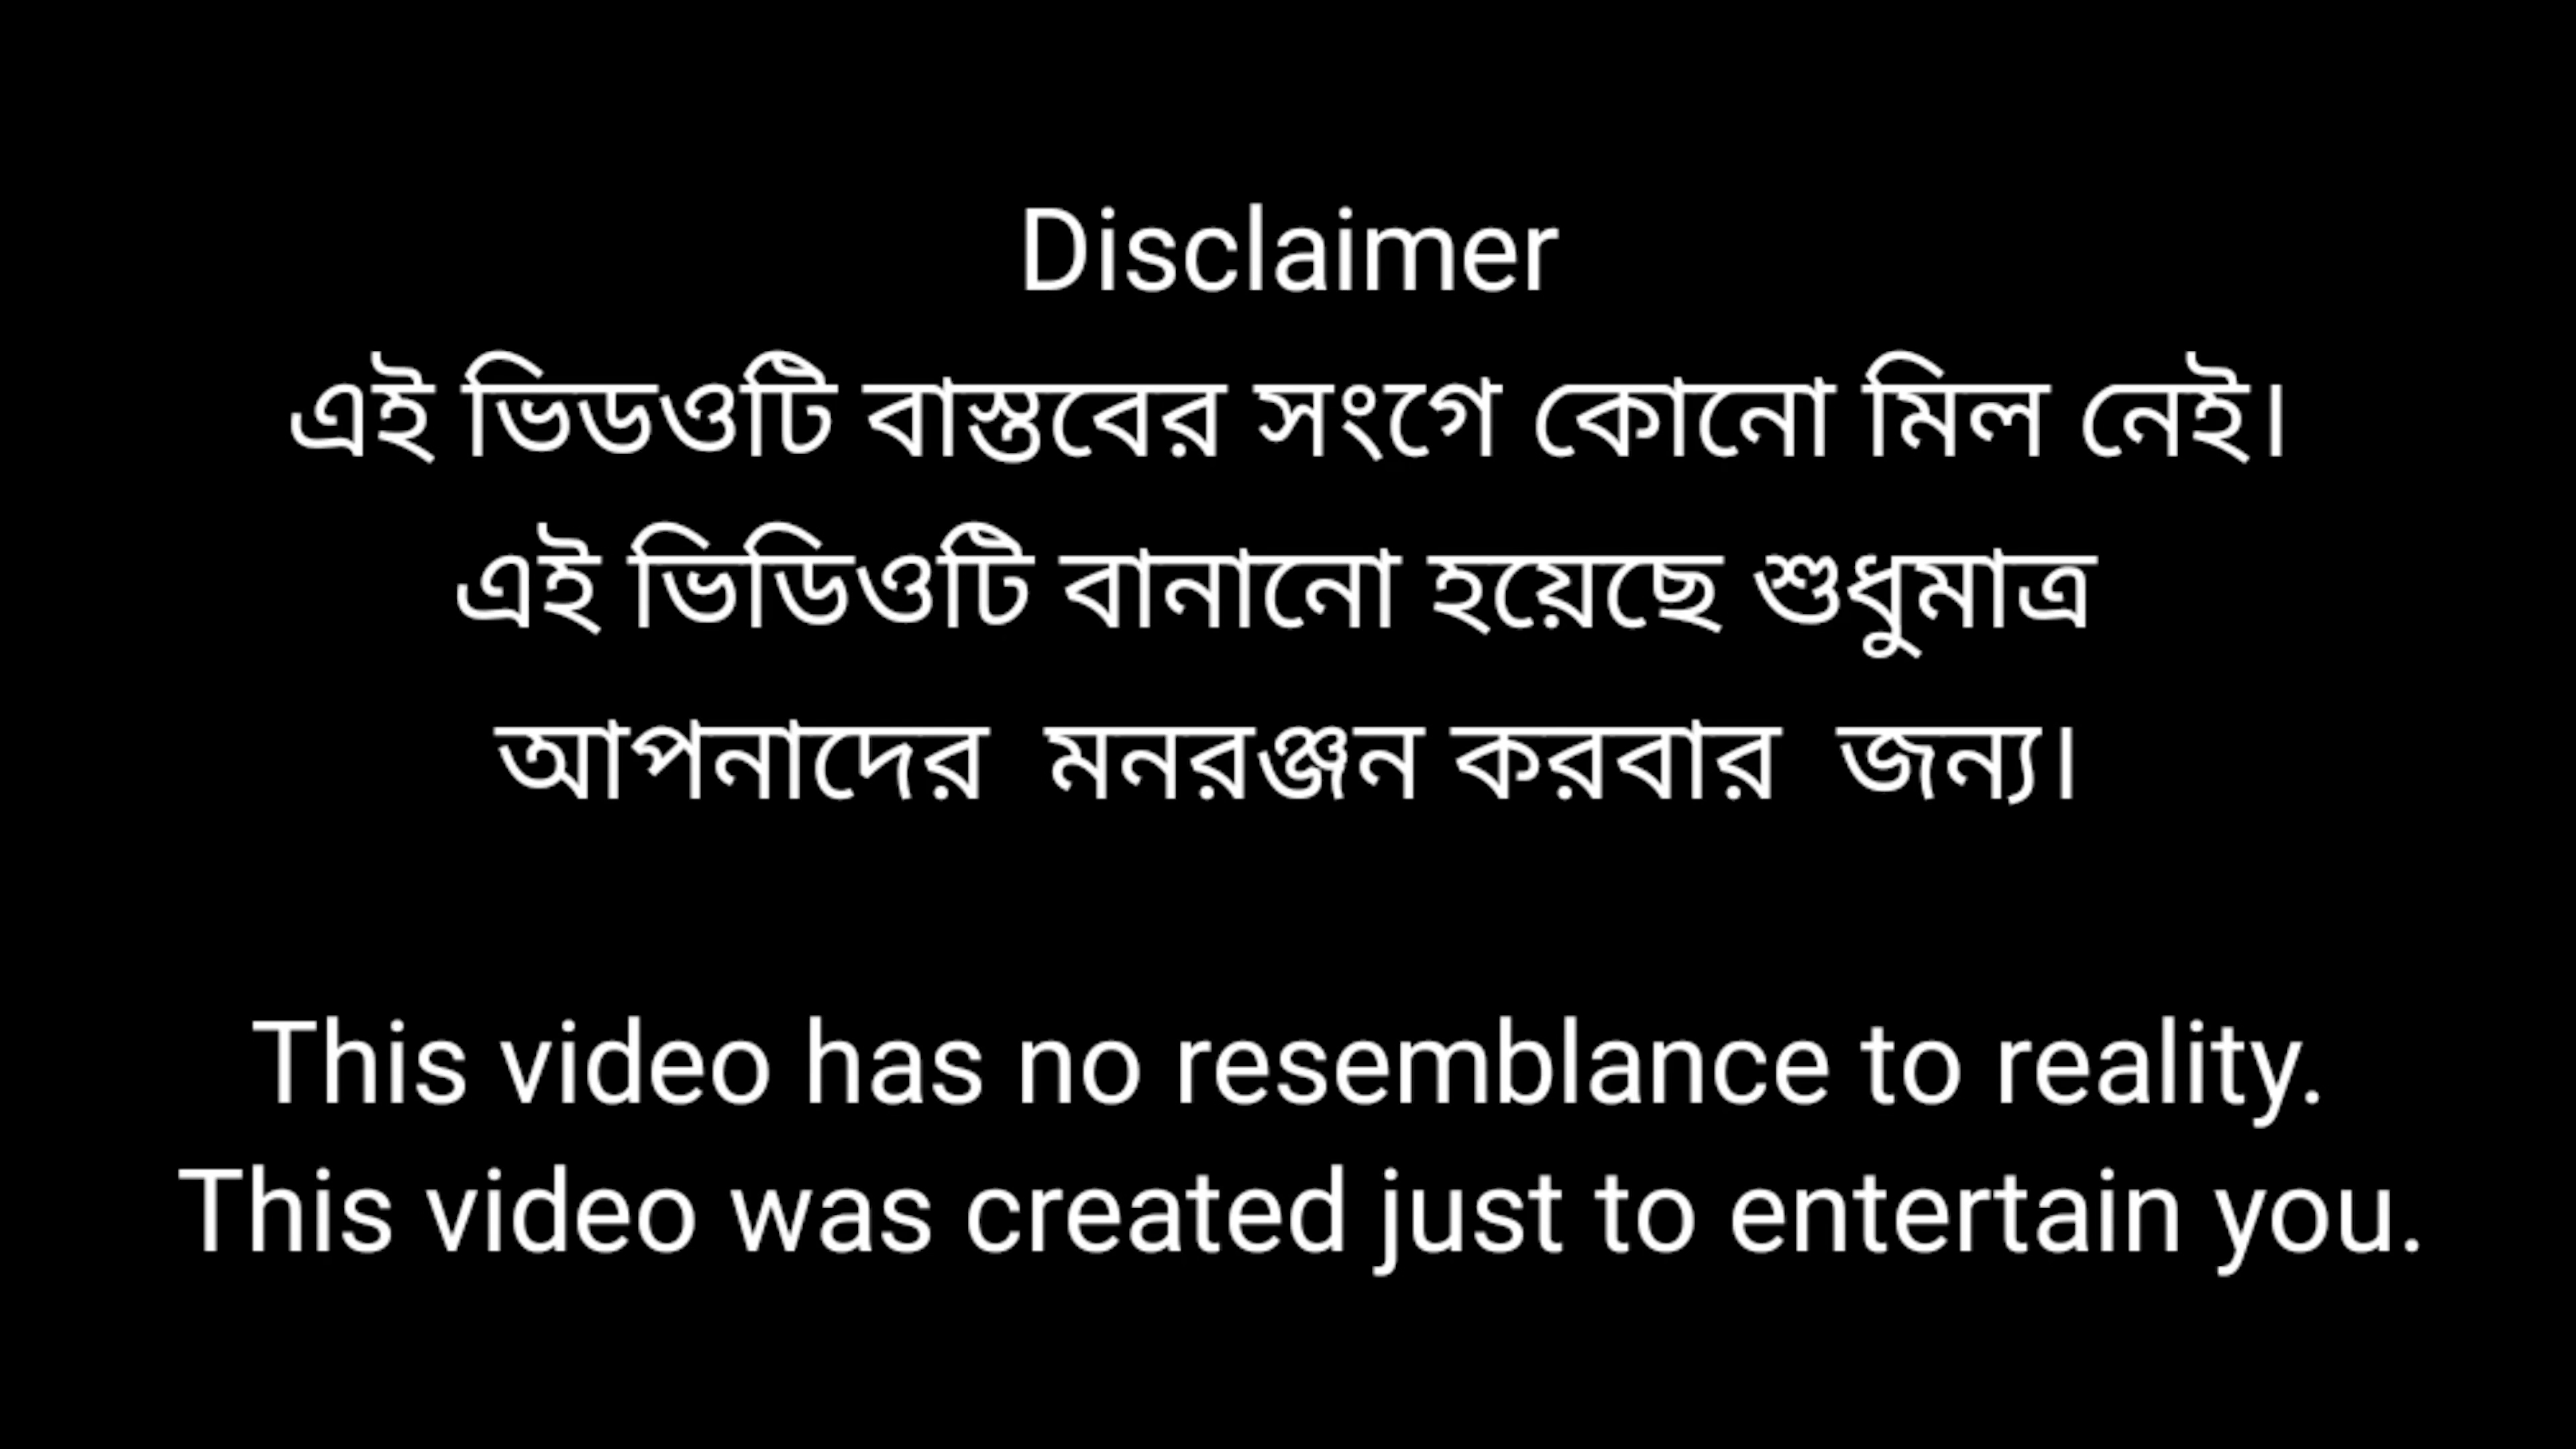 Disclaimer
এই ভিডওটি বাস্তবের সংগে কোনো মিল নেই।
এই ভিডিওটি বানানো হয়েছে শুধুমাত্র
আপনাদের  মনরঞ্জন করবার  জন্য।
This video has no resemblance to reality.
This video was created just to entertain you.